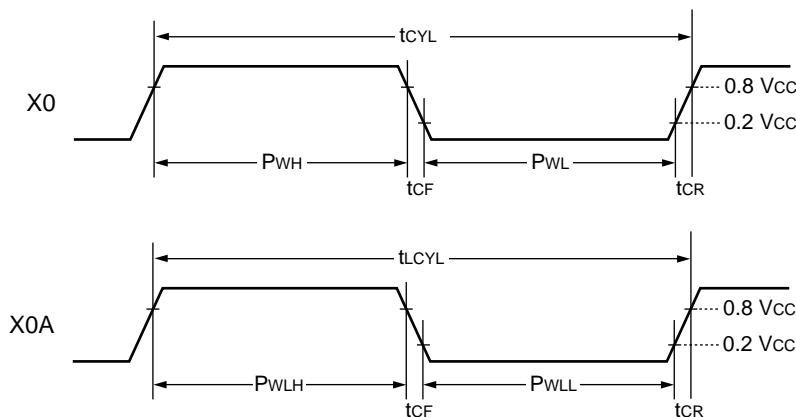 tCYL
X0
0.8 VCC
0.2 VCC
PWH
PWL
tCF
tCR
tLCYL
X0A
0.8 VCC
0.2 VCC
PWLH
PWLL
tCF
tCR